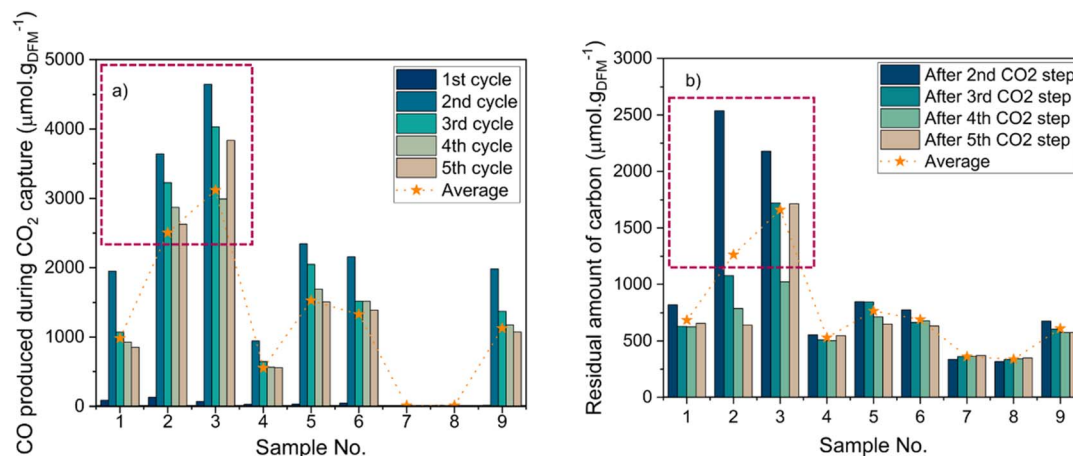 CO produced during CO2 capture (μmol.gDFM-1)
5000
4000
3000
2000
1000
0
a)
1st cycle
2nd cycle
3rd cycle
4th cycle
5th cycle
Average
1 2 3 4 5 6 7 8 9
Sample No.
Residual amount of carbon (μmol.gDFM-1)
3000
2500
2000
1500
1000
500
0
b)
After 2nd CO2 step
After 3rd CO2 step
After 4th CO2 step
After 5th CO2 step
Average
1 2 3 4 5 6 7 8 9
Sample No.